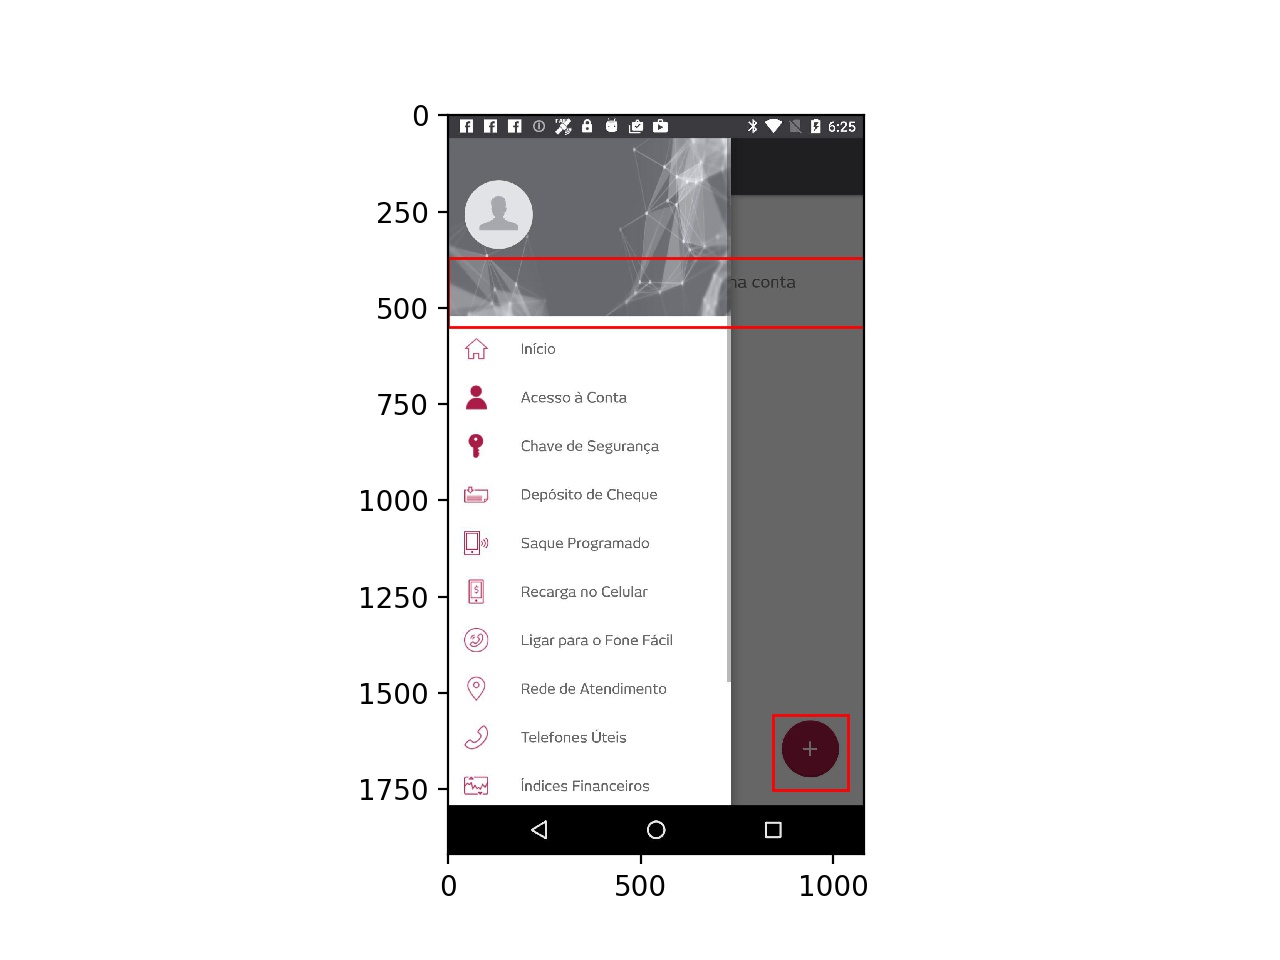 0
250
500
750
1000
1250
1500
1750
6:25
na conta
Início
Acesso à Conta
Chave de Segurança
Depósito de Cheque
Saque Programado
Recarga no Celular
Ligar para o Fone Fácil
Rede de Atendimento
Telefones Úteis
Índices Financeiros
0 500 1000